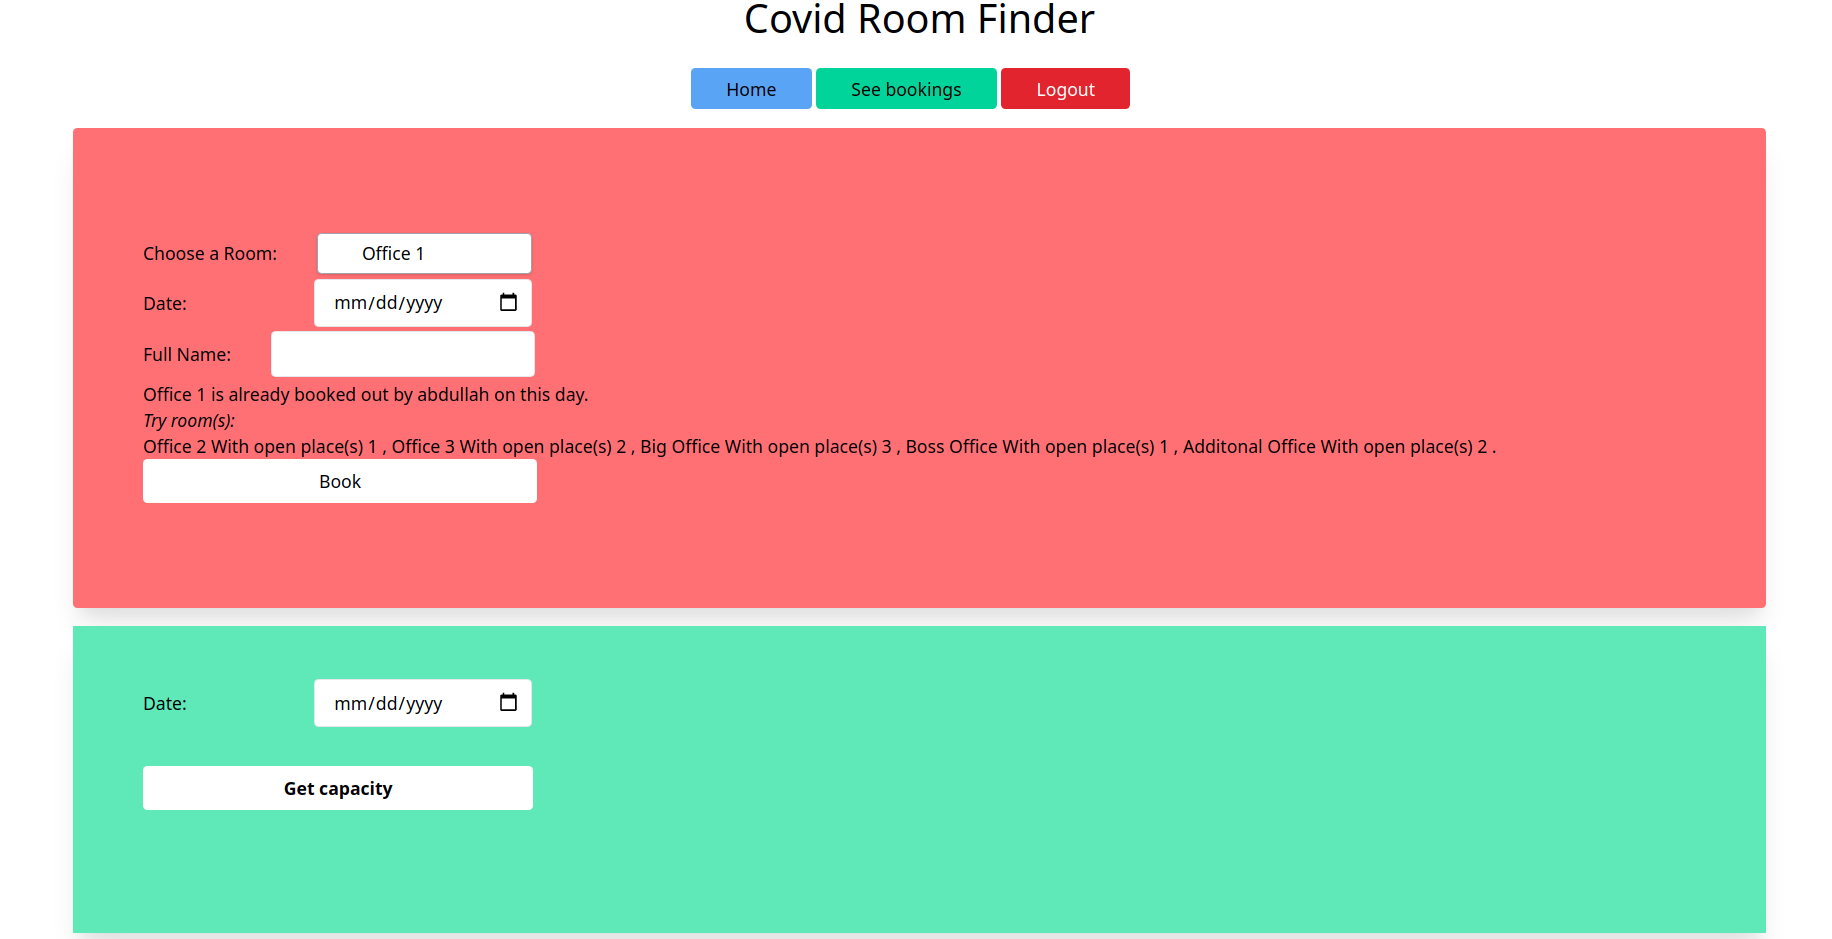 Covid Room Finder
Home See bookings Logout
Choose a Room: Office 1
Date: mm/dd/yyyy
Full Name:
Office 1 is already booked out by abdullah on this day.
Try room(s):
Office 2 With open place(s) 1 , Office 3 With open place(s) 2 , Big Office With open place(s) 3 , Boss Office With open place(s) 1 , Additonal Office With open place(s) 2 .
Book
Date: mm/dd/yyyy
Get capacity